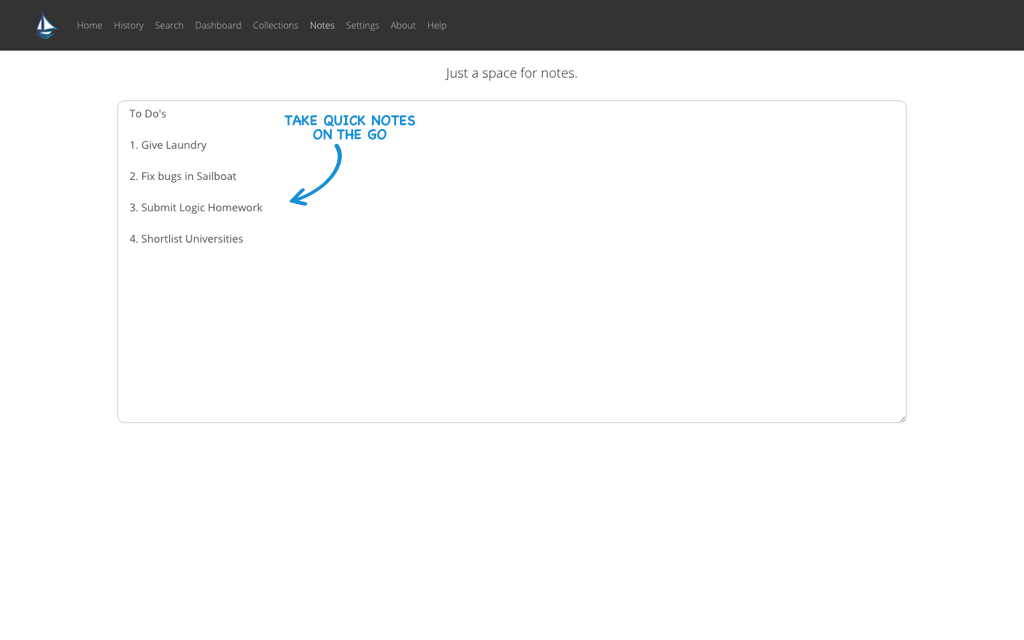 Home History Search Dashboard Collections Notes Settings About Help
Just a space for notes.
To Do's
TAKE QUICK NOTES
ON THE GO
1. Give Laundry
2. Fix bugs in Sailboat
3. Submit Logic Homework
4. Shortlist Universities